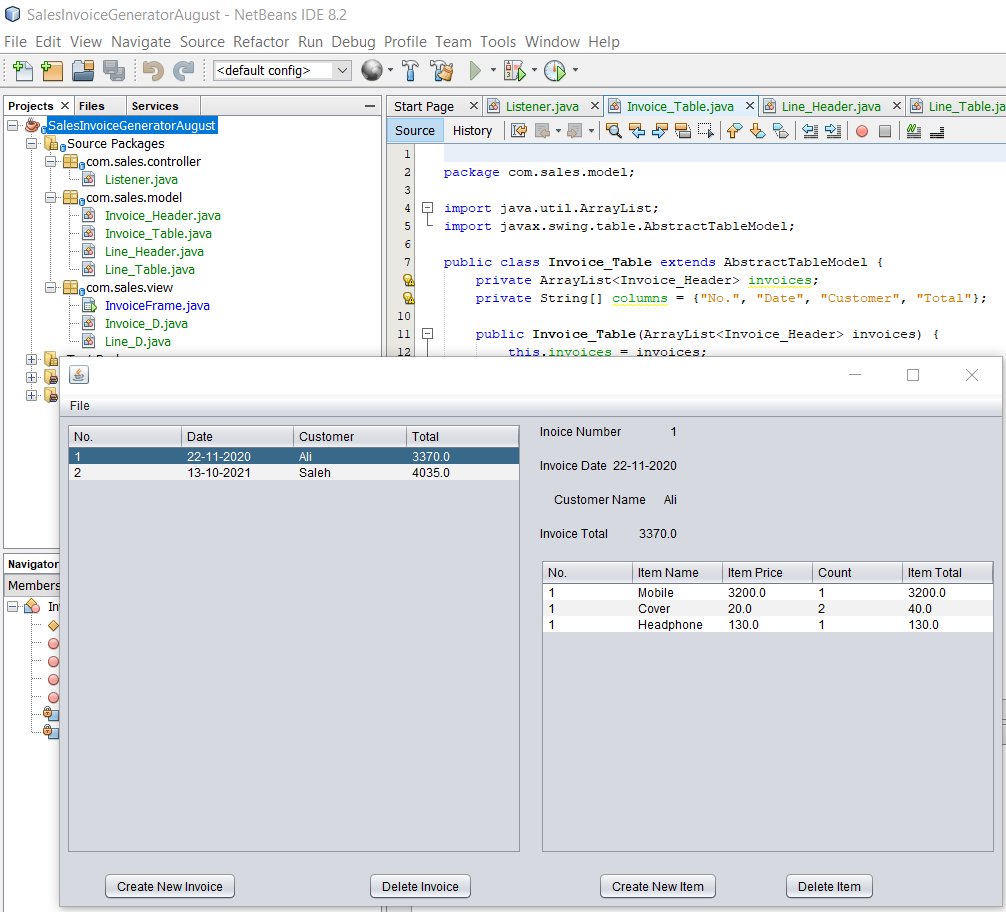 SalesInvoiceGeneratorAugust - NetBeans IDE 8.2
File Edit View Navigate Source Refactor Run Debug Profile Team Tools Window Help
<default config>
Projects Files Services
SalesInvoiceGeneratorAugust
Source Packages
com.sales.controller
Listener.java
com.sales.model
Invoice_Header.java
Invoice_Table.java
Line_Header.java
Line_Table.java
com.sales.view
InvoiceFrame.java
Invoice_D.java
Line_D.java
Start Page Listener.java Invoice_Table.java Line_Header.java Line_Table.ja
Source History
1
2 package com.sales.model;
3
4 import java.util.ArrayList;
5 import javax.swing.table.AbstractTableModel;
6
7 public class Invoice_Table extends AbstractTableModel {
private ArrayList<Invoice_Header> invoices;
private String[] columns = {"No.", "Date", "Customer", "Total"};
10
11 public Invoice_Table(ArrayList<Invoice_Header> invoices) {
12 this.invoices = invoices;
Navigator
Members
In
File
No. Date Customer Total
1 22-11-2020 Ali 3370.0
2 13-10-2021 Saleh 4035.0
Inoice Number 1
Invoice Date 22-11-2020
Customer Name Ali
Invoice Total 3370.0
No. Item Name Item Price Count Item Total
1 Mobile 3200.0 1 3200.0
1 Cover 20.0 2 40.0
1 Headphone 130.0 1 130.0
Create New Invoice Delete Invoice Create New Item Delete Item